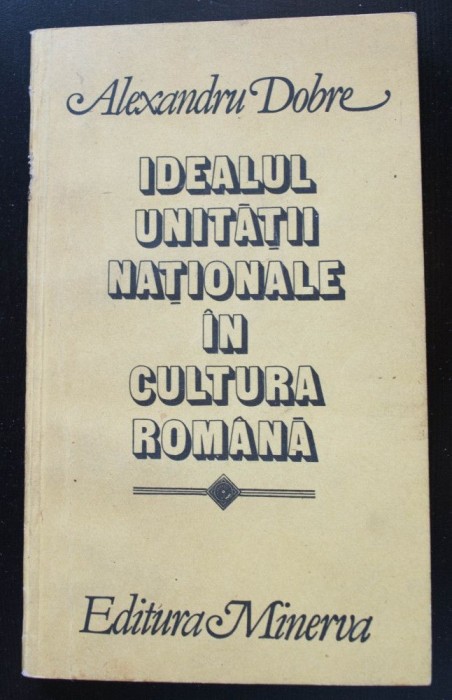 Alexandru Dobre
IDEALUL
UNITĂȚII
NAȚIONALE
ÎN
CULTURA
ROMÂNĂ
Editura Minerva